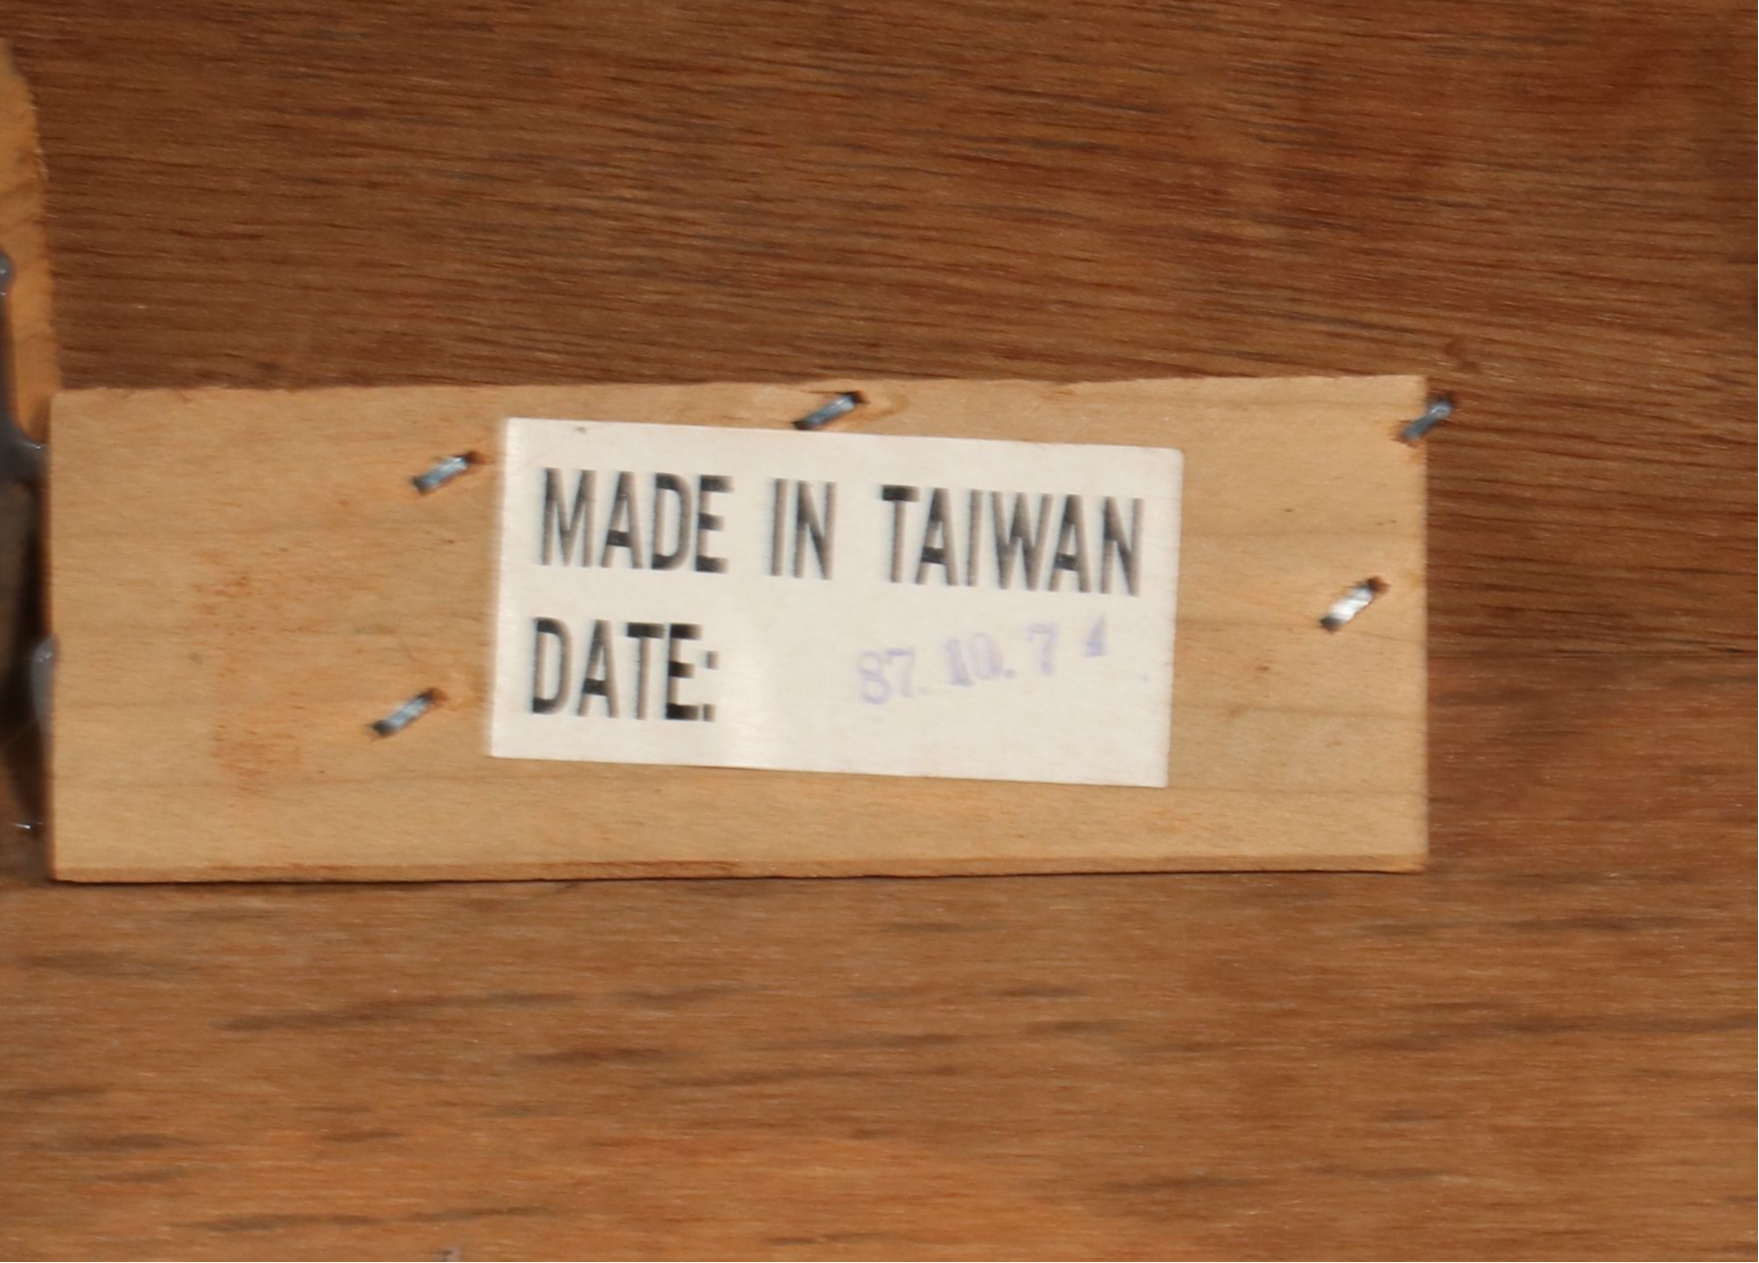 MADE IN TAIWAN
DATE: 87.10.7